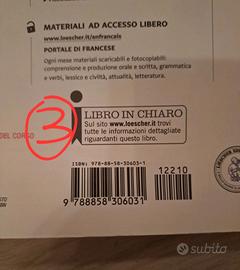 MATERIALI AD ACCESSO LIBERO
www.loescher.it/enfrancais
PORTALE DI FRANCESE
Ogni mese materiali scaricabili e fotocopiabili:
comprensione e produzione orale e scritta, grammatica
e verbi, lessico e civiltà, attualità, letteratura.
3
DEL CORSO
LIBRO IN CHIARO
Sul sito www.loescher.it trovi
tutte le informazioni dettagliate
riguardanti questo libro.
ISBN: 978-88-58-30603-1
12210
9 788858 306031
subito